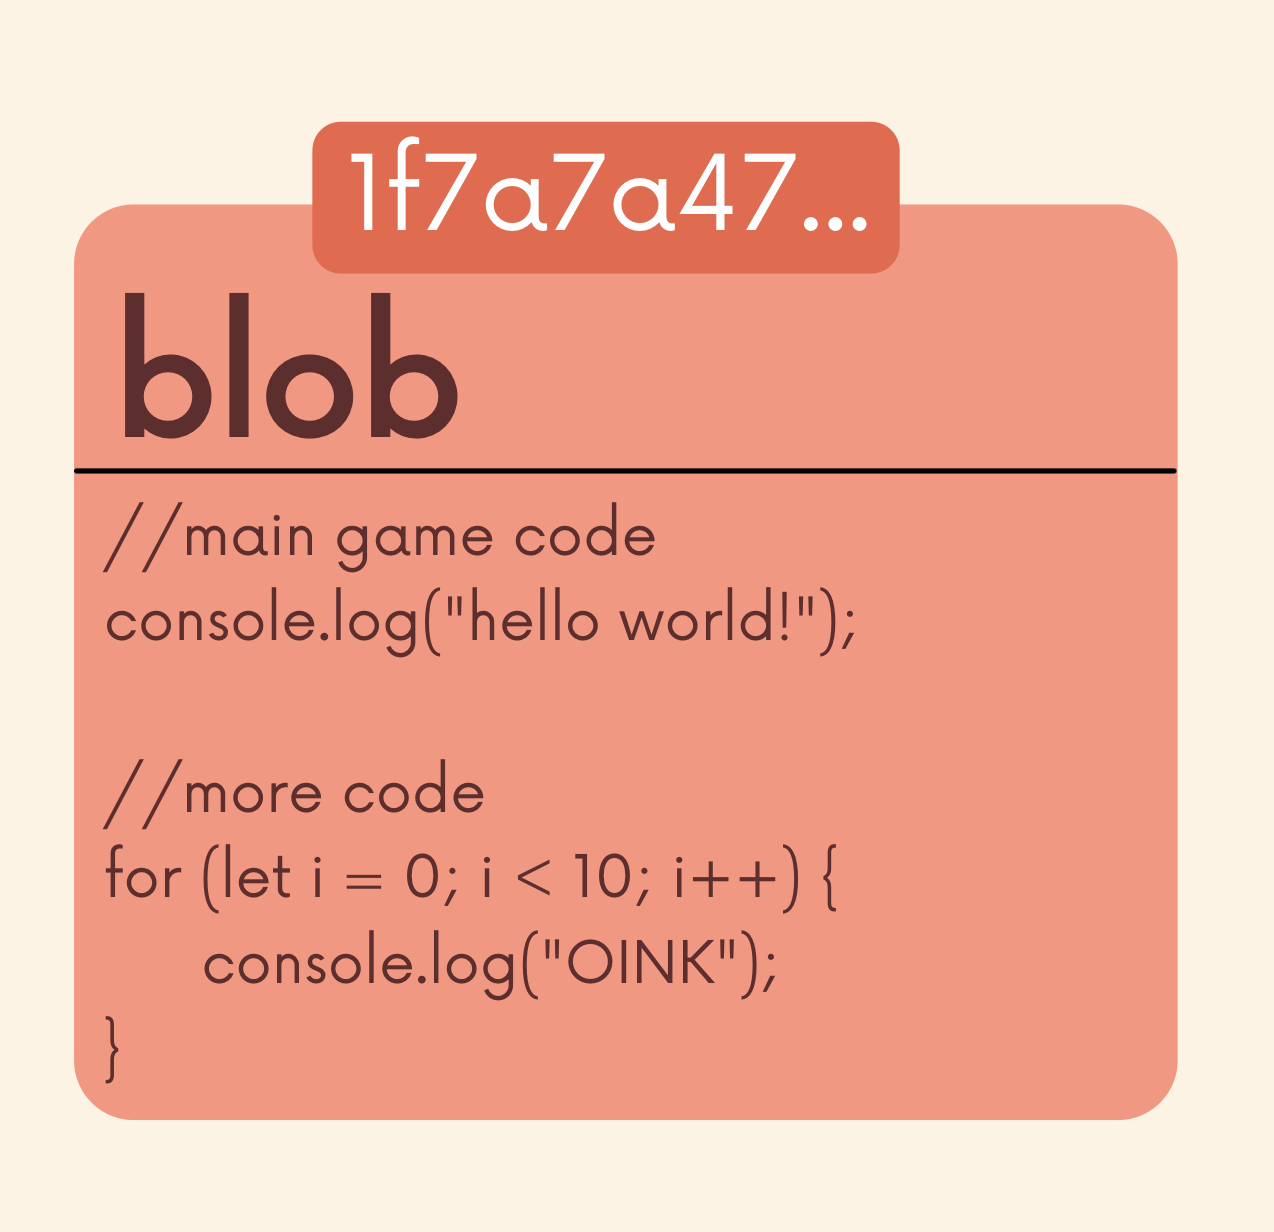 1f7a7a47...
blob
//main game code
console.log("hello world!");
//more code
for (let i = 0; i < 10; i++) {
console.log("OINK");
}